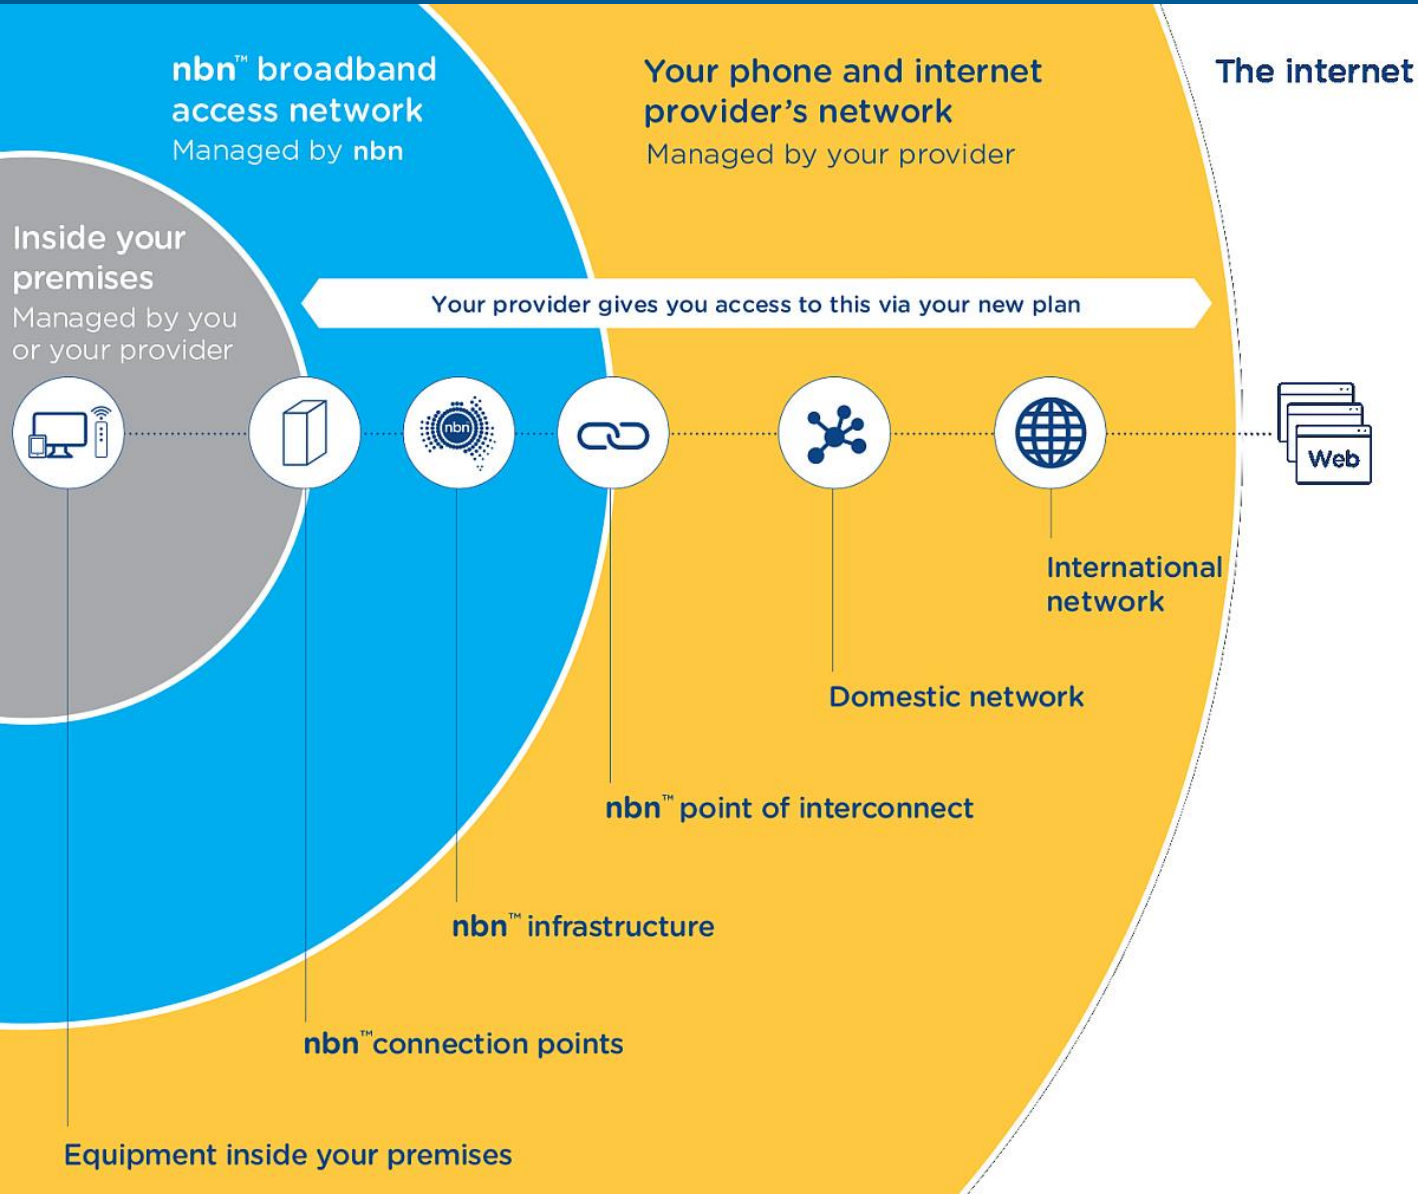 nbn™ broadband
access network
Managed by nbn
Your phone and internet
provider's network
Managed by your provider
The internet
Inside your
premises
Managed by you
or your provider
Your provider gives you access to this via your new plan
nbn
Web
International
network
Domestic network
nbn™ point of interconnect
nbn™ infrastructure
nbn™ connection points
Equipment inside your premises